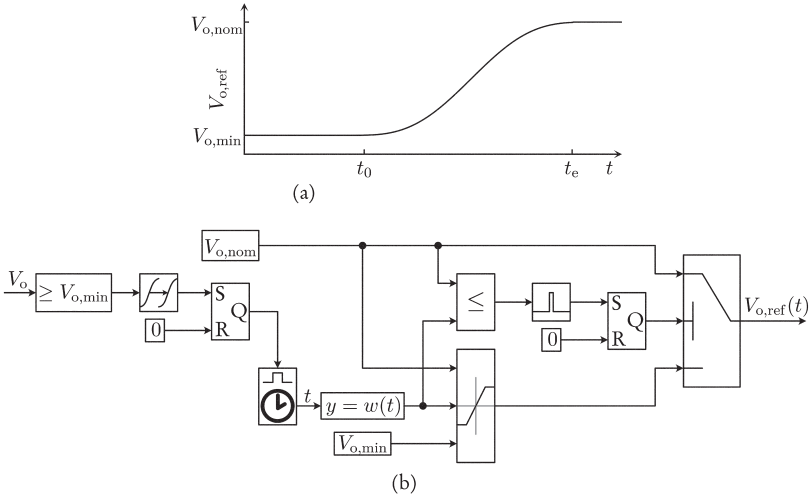 V_o,nom
V_o,ref
V_o,min
t_0 t_e t
(a)
V_o,nom
V_o ≥ V_o,min S Q R 0
≤ S Q R 0 V_o,ref(t)
t y = w(t)
V_o,min
(b)